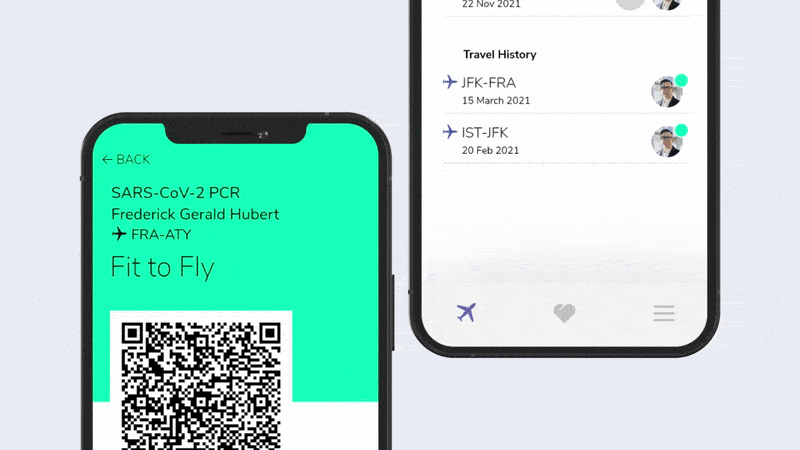 ← BACK
SARS-CoV-2 PCR
Frederick Gerald Hubert
FRA-ATY
Fit to Fly
22 Nov 2021
Travel History
JFK-FRA
15 March 2021
IST-JFK
20 Feb 2021